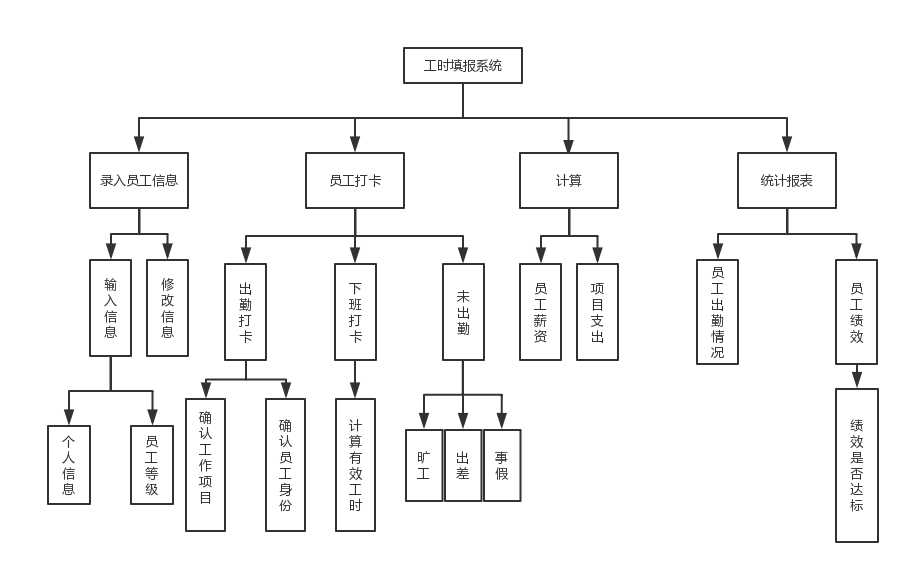 工时填报系统
录入员工信息
员工打卡
计算
统计报表
输入信息
修改信息
出勤打卡
下班打卡
未出勤
员工薪资
项目支出
员工出勤情况
员工绩效
个人信息
员工等级
确认工作项目
确认员工身份
计算有效工时
旷工
出差
事假
绩效是否达标